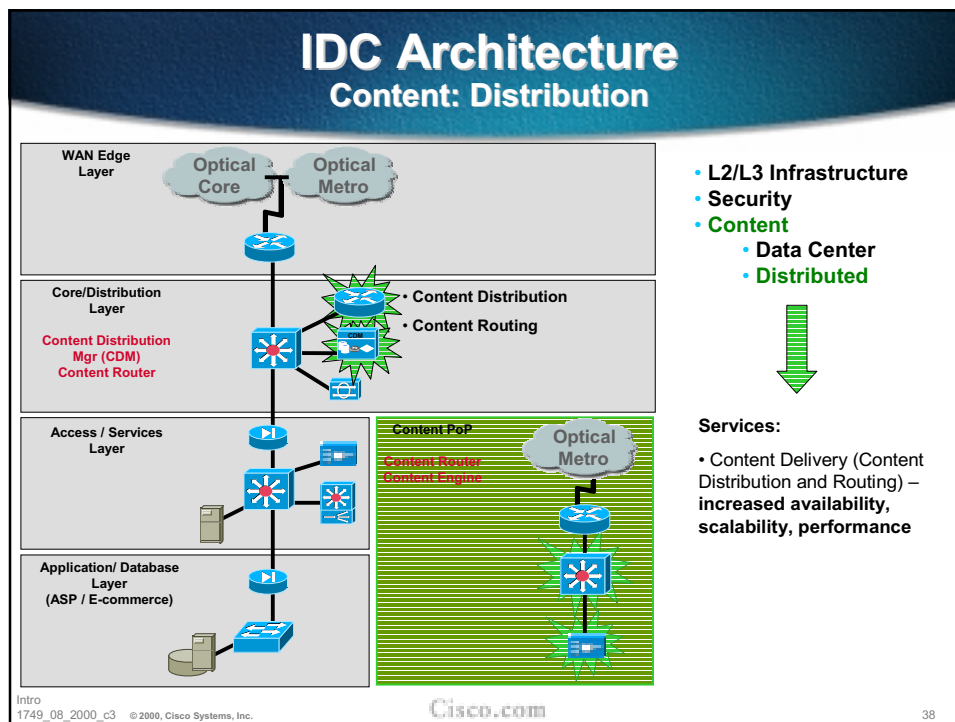 IDC Architecture
Content: Distribution
WAN Edge
Layer
Optical
Core
Optical
Metro
Core/Distribution
Layer
Content Distribution
Mgr (CDM)
Content Router
CDM
• Content Distribution
• Content Routing
Access / Services
Layer
Content PoP
Content Router
Content Engine
Optical
Metro
Application/ Database
Layer
(ASP / E-commerce)
• L2/L3 Infrastructure
• Security
• Content
• Data Center
• Distributed
Services:
• Content Delivery (Content
Distribution and Routing) –
increased availability,
scalability, performance
Intro
1749_08_2000_c3 © 2000, Cisco Systems, Inc.
Cisco.com
38